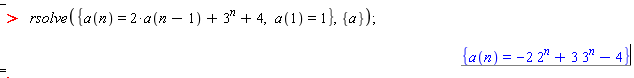 > rsolve({a(n) = 2·a(n − 1) + 3^n + 4, a(1) = 1}, {a});
{a(n) = −2 2^n + 3 3^n − 4}